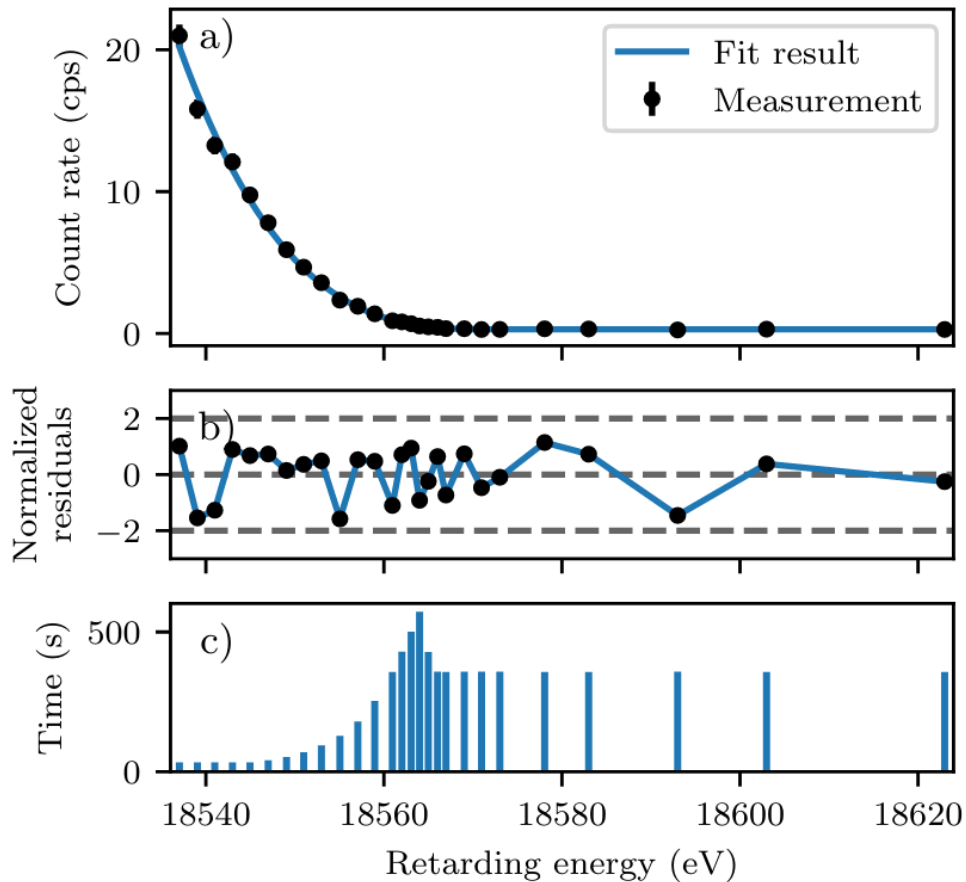 a)
Fit result
Measurement
20
10
0
Count rate (cps)
b)
2
0
−2
Normalized
residuals
c)
500
0
Time (s)
18540
18560
18580
18600
18620
Retarding energy (eV)